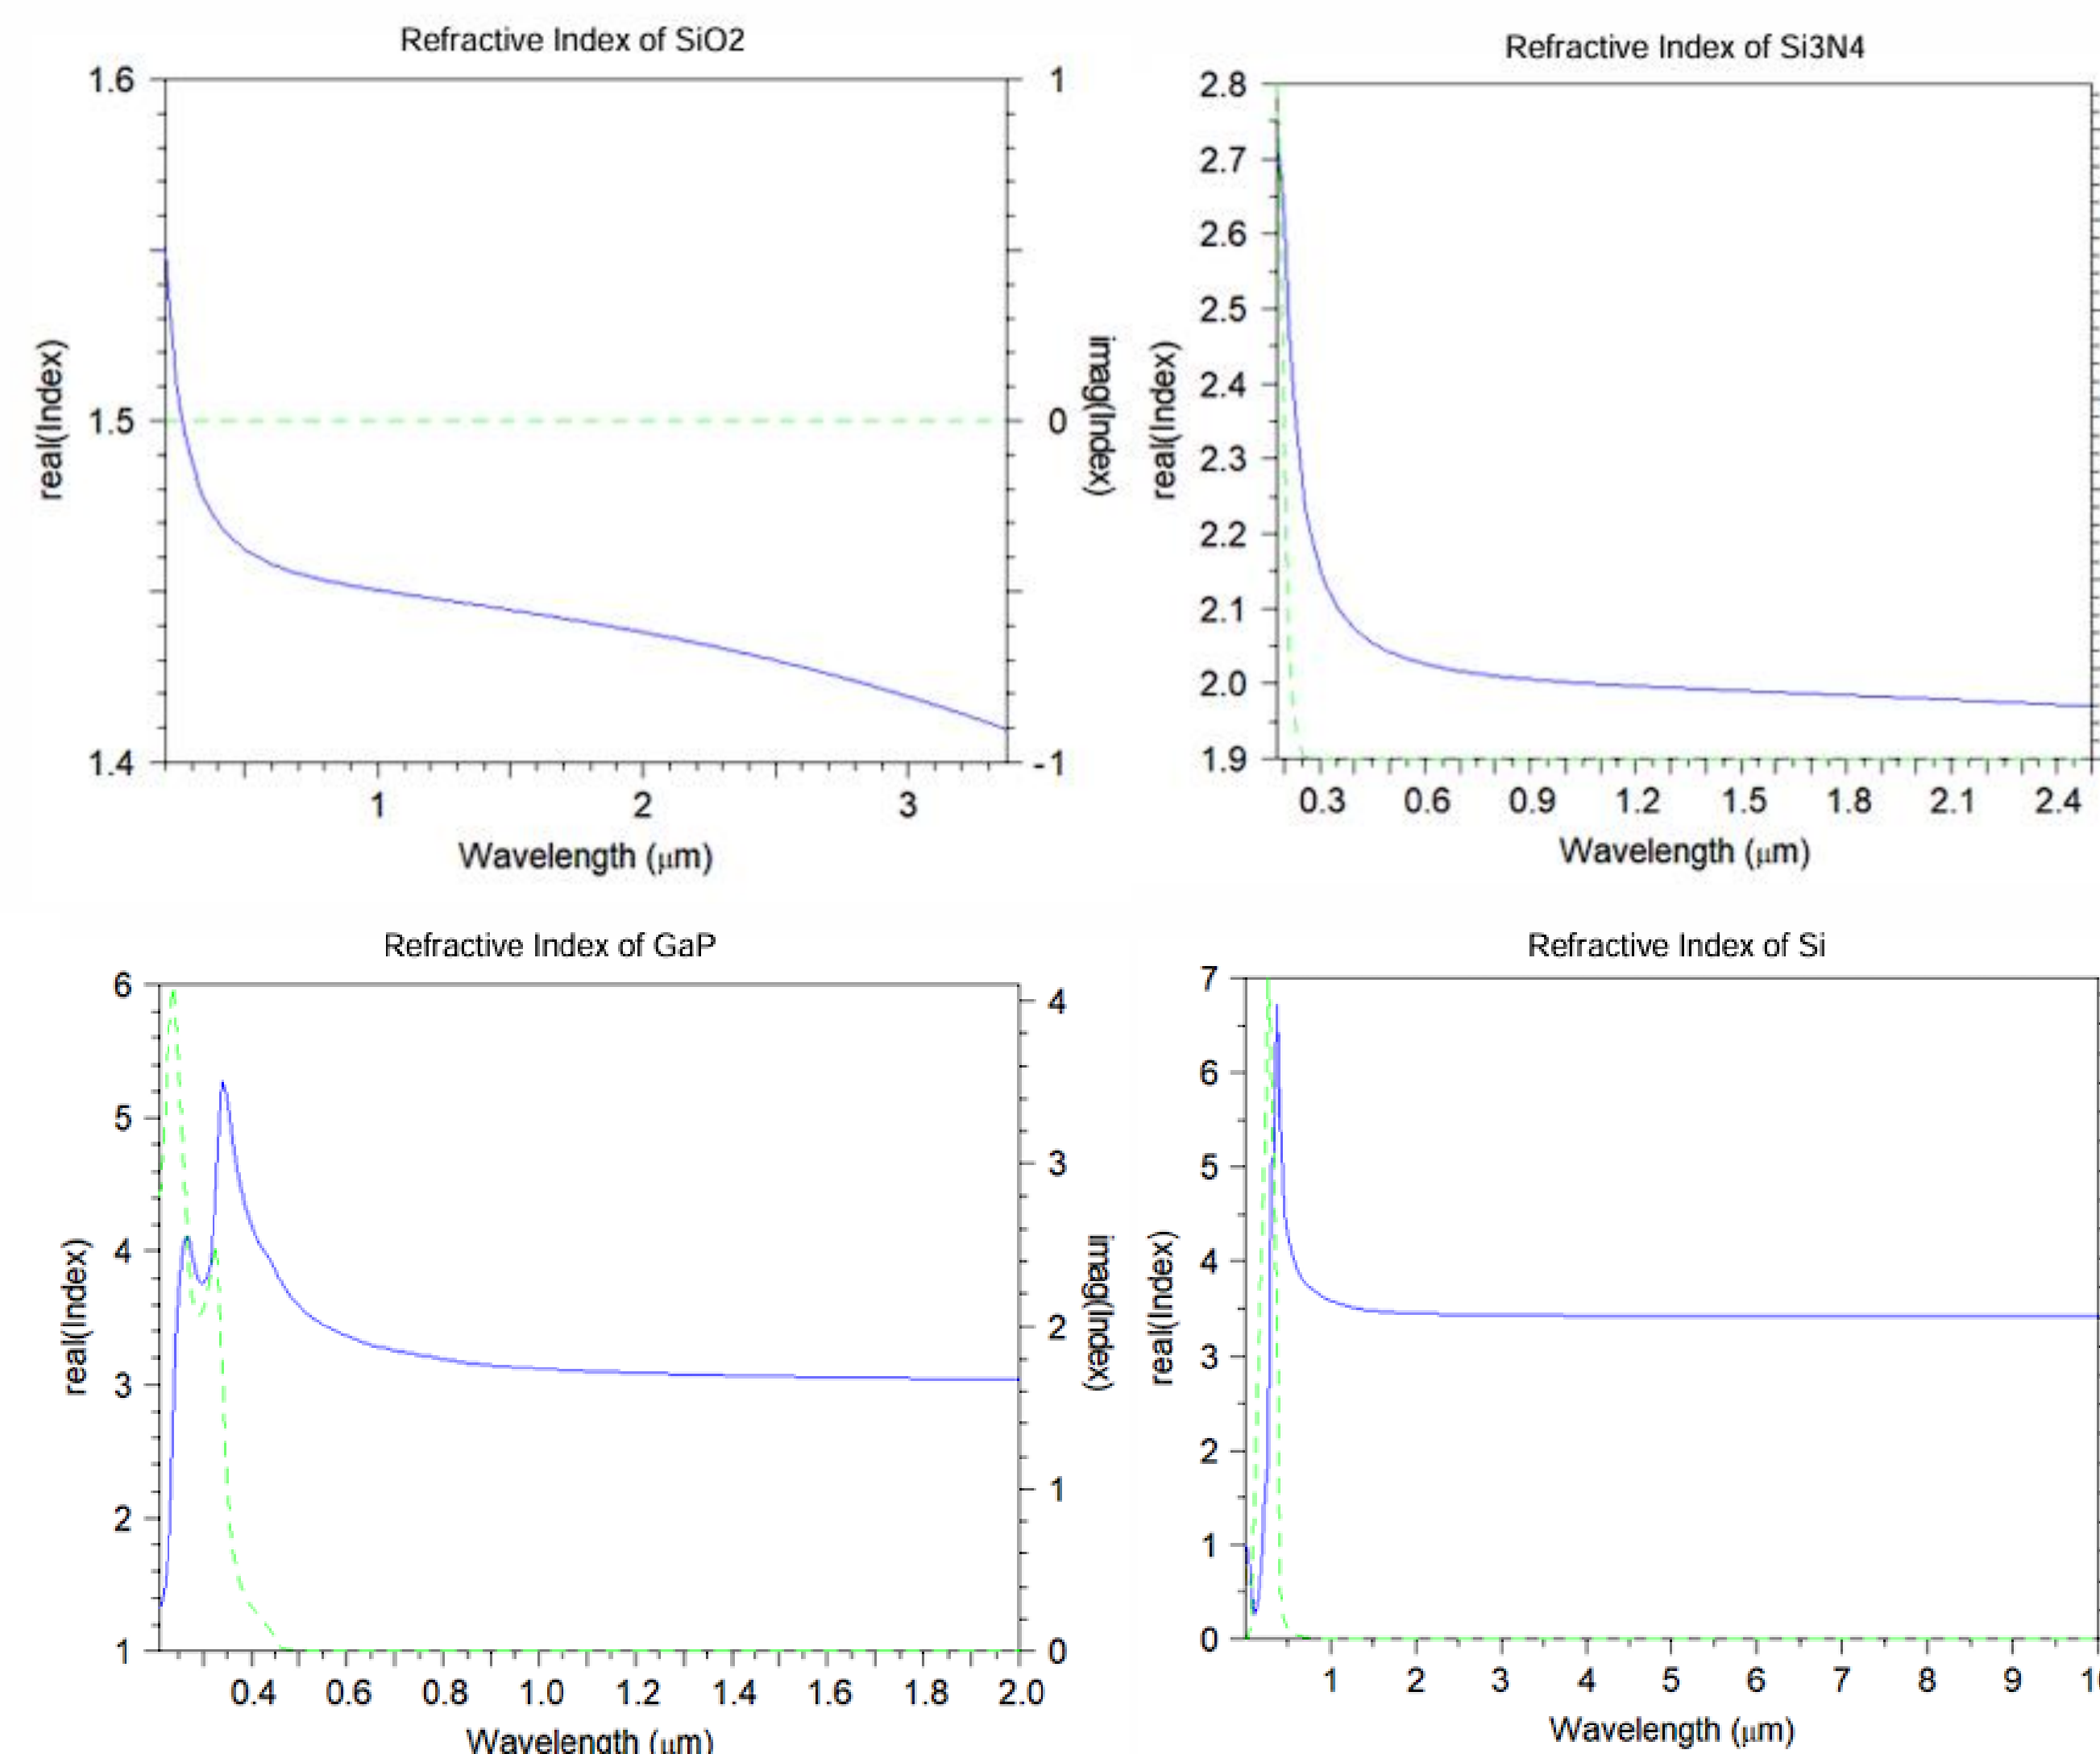 Refractive Index of SiO2
1.6
1.5
1.4
real(Index)
1
0
-1
imag(Index)
1 2 3
Wavelength (μm)
Refractive Index of Si3N4
2.8
2.7
2.6
2.5
2.4
2.3
2.2
2.1
2.0
1.9
real(Index)
0.3 0.6 0.9 1.2 1.5 1.8 2.1 2.4
Wavelength (μm)
Refractive Index of GaP
6
5
4
3
2
1
real(Index)
4
3
2
1
0
imag(Index)
0.4 0.6 0.8 1.0 1.2 1.4 1.6 1.8 2.0
Wavelength (μm)
Refractive Index of Si
7
6
5
4
3
2
1
0
real(Index)
1 2 3 4 5 6 7 8 9
Wavelength (μm)